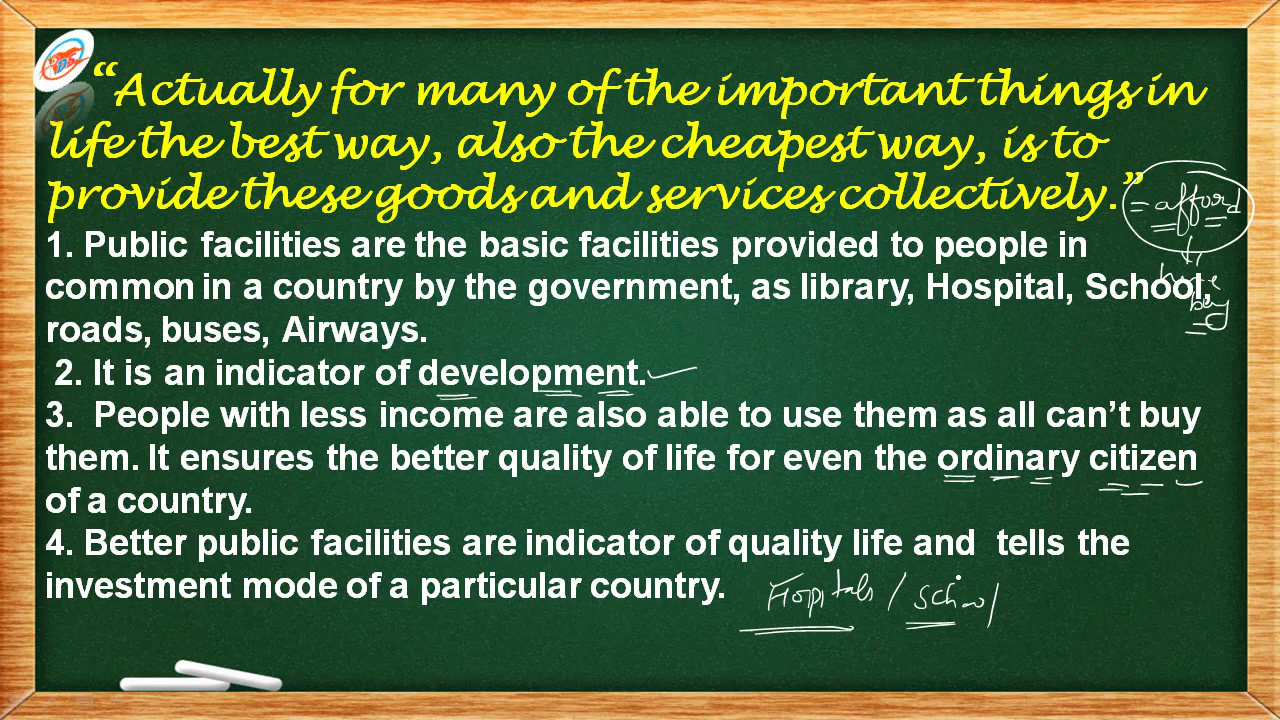 “Actually for many of the important things in
life the best way, also the cheapest way, is to
provide these goods and services collectively.”
= afford
buy
1. Public facilities are the basic facilities provided to people in
common in a country by the government, as library, Hospital, School,
roads, buses, Airways.
2. It is an indicator of development.
3. People with less income are also able to use them as all can’t buy
them. It ensures the better quality of life for even the ordinary citizen
of a country.
4. Better public facilities are indicator of quality life and tells the
investment mode of a particular country.
Hospitals / School